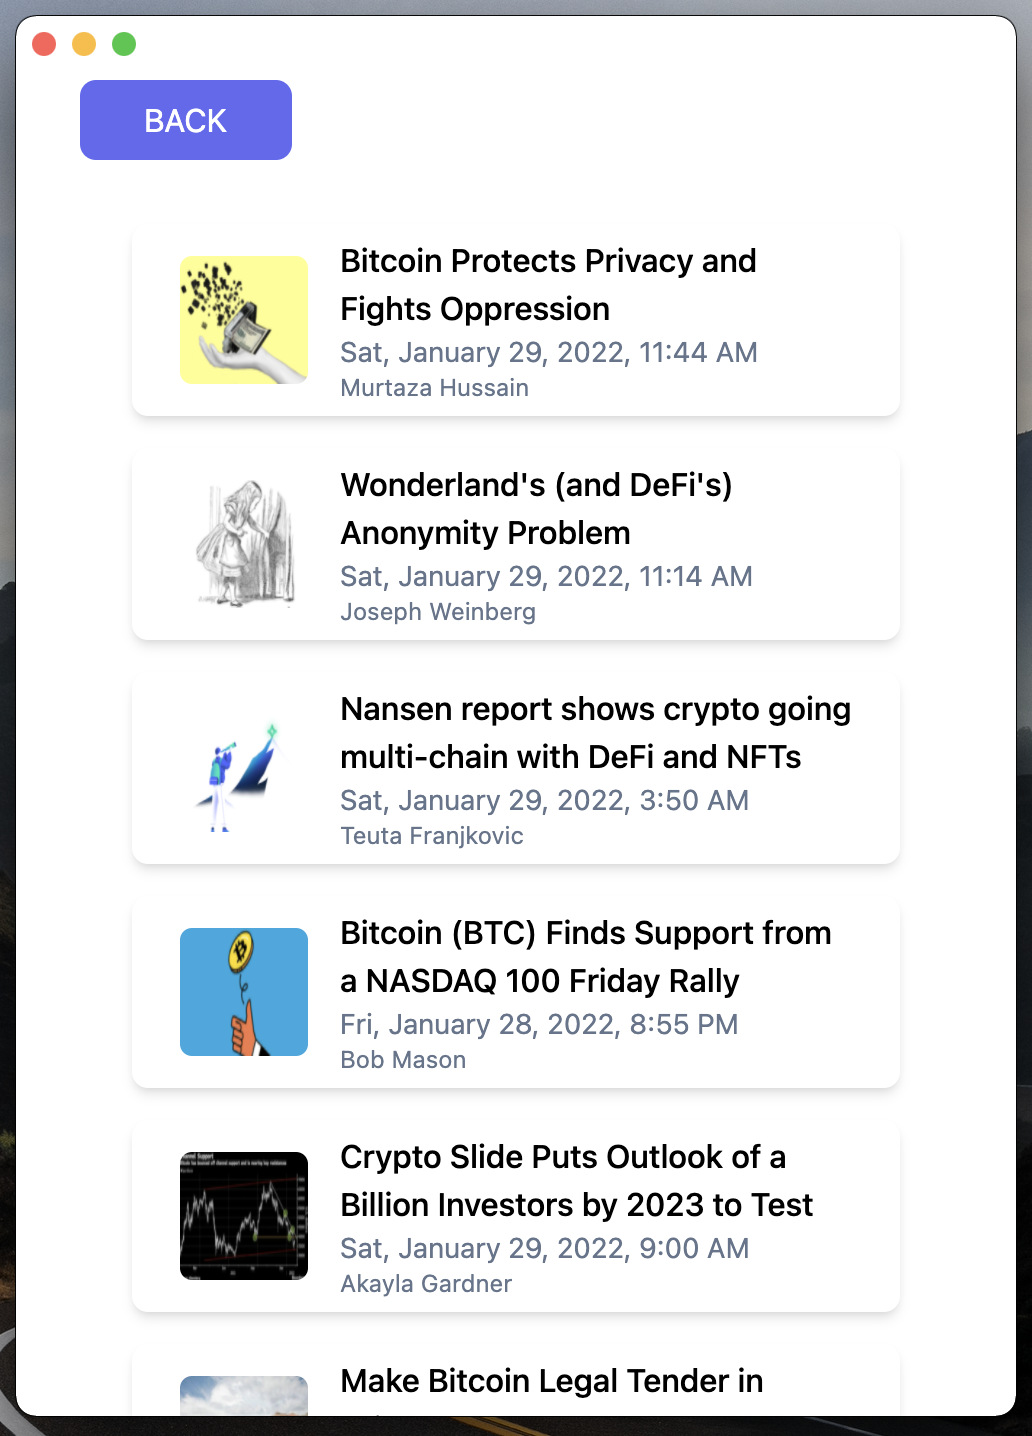 BACK
Bitcoin Protects Privacy and
Fights Oppression
Sat, January 29, 2022, 11:44 AM
Murtaza Hussain
Wonderland's (and DeFi's)
Anonymity Problem
Sat, January 29, 2022, 11:14 AM
Joseph Weinberg
Nansen report shows crypto going
multi-chain with DeFi and NFTs
Sat, January 29, 2022, 3:50 AM
Teuta Franjkovic
Bitcoin (BTC) Finds Support from
a NASDAQ 100 Friday Rally
Fri, January 28, 2022, 8:55 PM
Bob Mason
Crypto Slide Puts Outlook of a
Billion Investors by 2023 to Test
Sat, January 29, 2022, 9:00 AM
Akayla Gardner
Make Bitcoin Legal Tender in